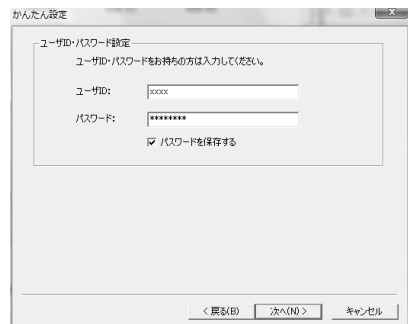 かんたん設定
ユーザID・パスワード設定
ユーザID・パスワードをお持ちの方は入力してください。
ユーザID:
xxxx
パスワード:
********
パスワードを保存する
< 戻る(B)
次へ(N) >
キャンセル